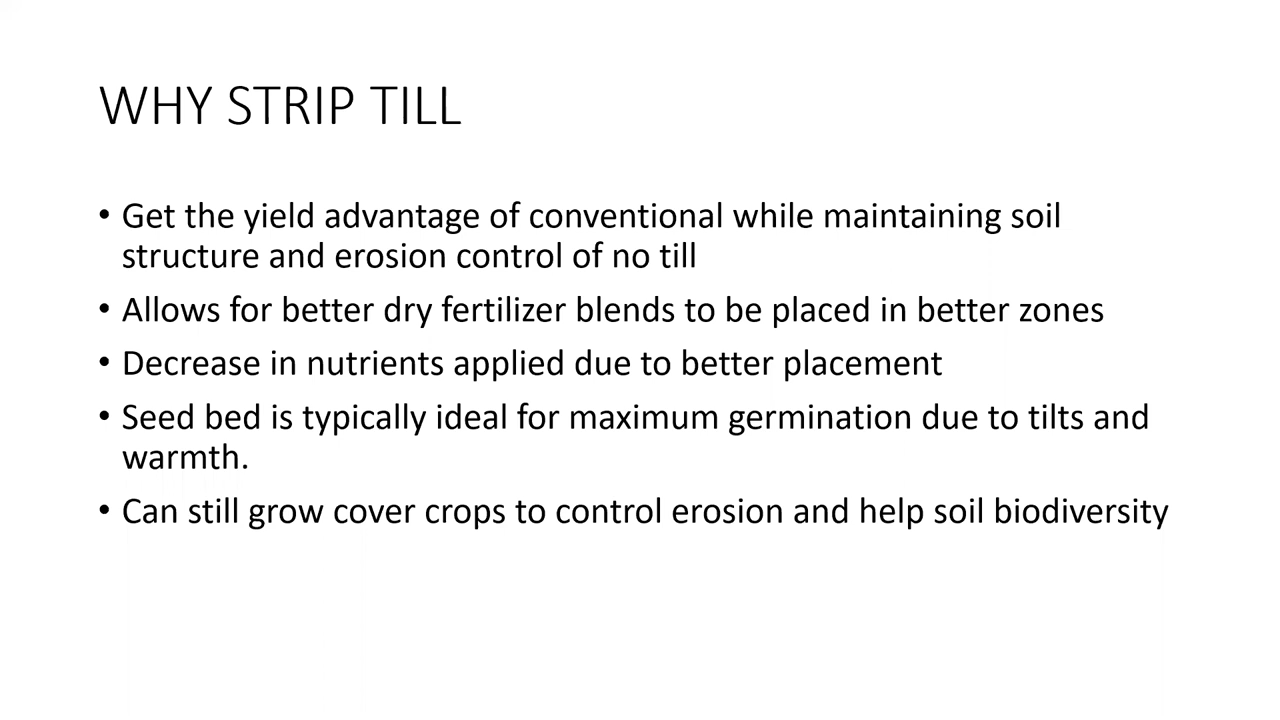 WHY STRIP TILL
• Get the yield advantage of conventional while maintaining soil
structure and erosion control of no till
• Allows for better dry fertilizer blends to be placed in better zones
• Decrease in nutrients applied due to better placement
• Seed bed is typically ideal for maximum germination due to tilts and
warmth.
• Can still grow cover crops to control erosion and help soil biodiversity